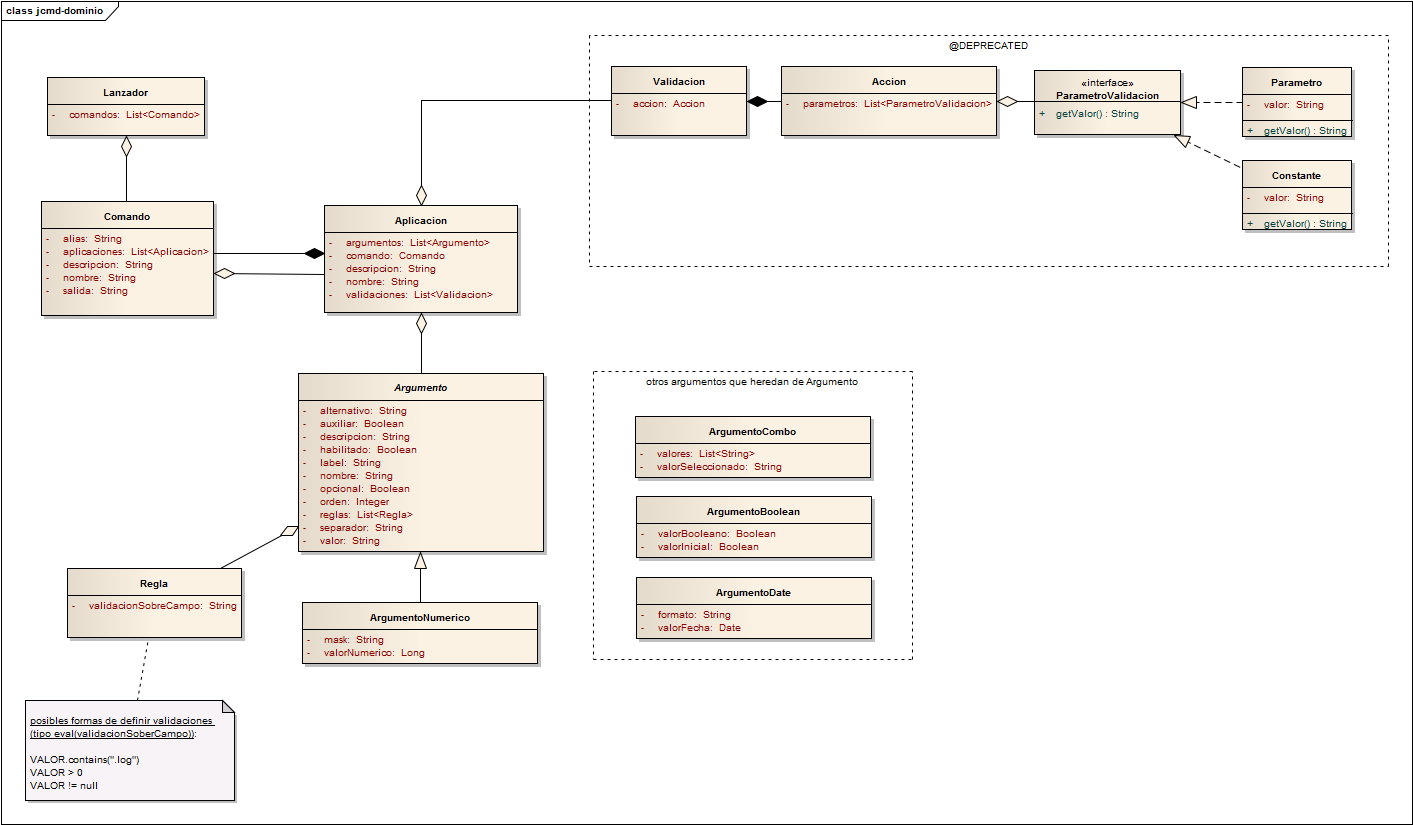 class jcmd-dominio
@DEPRECATED
Lanzador
- comandos: List<Comando>
Validacion
- accion: Accion
Accion
- parametros: List<ParametroValidacion>
«interface»
ParametroValidacion
+ getValor() : String
Parametro
- valor: String
+ getValor() : String
Constante
- valor: String
+ getValor() : String
Comando
- alias: String
- aplicaciones: List<Aplicacion>
- descripcion: String
- nombre: String
- salida: String
Aplicacion
- argumentos: List<Argumento>
- comando: Comando
- descripcion: String
- nombre: String
- validaciones: List<Validacion>
Argumento
- alternativo: String
- auxiliar: Boolean
- descripcion: String
- habilitado: Boolean
- label: String
- nombre: String
- opcional: Boolean
- orden: Integer
- reglas: List<Regla>
- separador: String
- valor: String
otros argumentos que heredan de Argumento
ArgumentoCombo
- valores: List<String>
- valorSeleccionado: String
ArgumentoBoolean
- valorBooleano: Boolean
- valorInicial: Boolean
ArgumentoDate
- formato: String
- valorFecha: Date
Regla
- validacionSobreCampo: String
ArgumentoNumerico
- mask: String
- valorNumerico: Long
posibles formas de definir validaciones
(tipo eval(validacionSoberCampo)):
VALOR.contains(".log")
VALOR > 0
VALOR != null